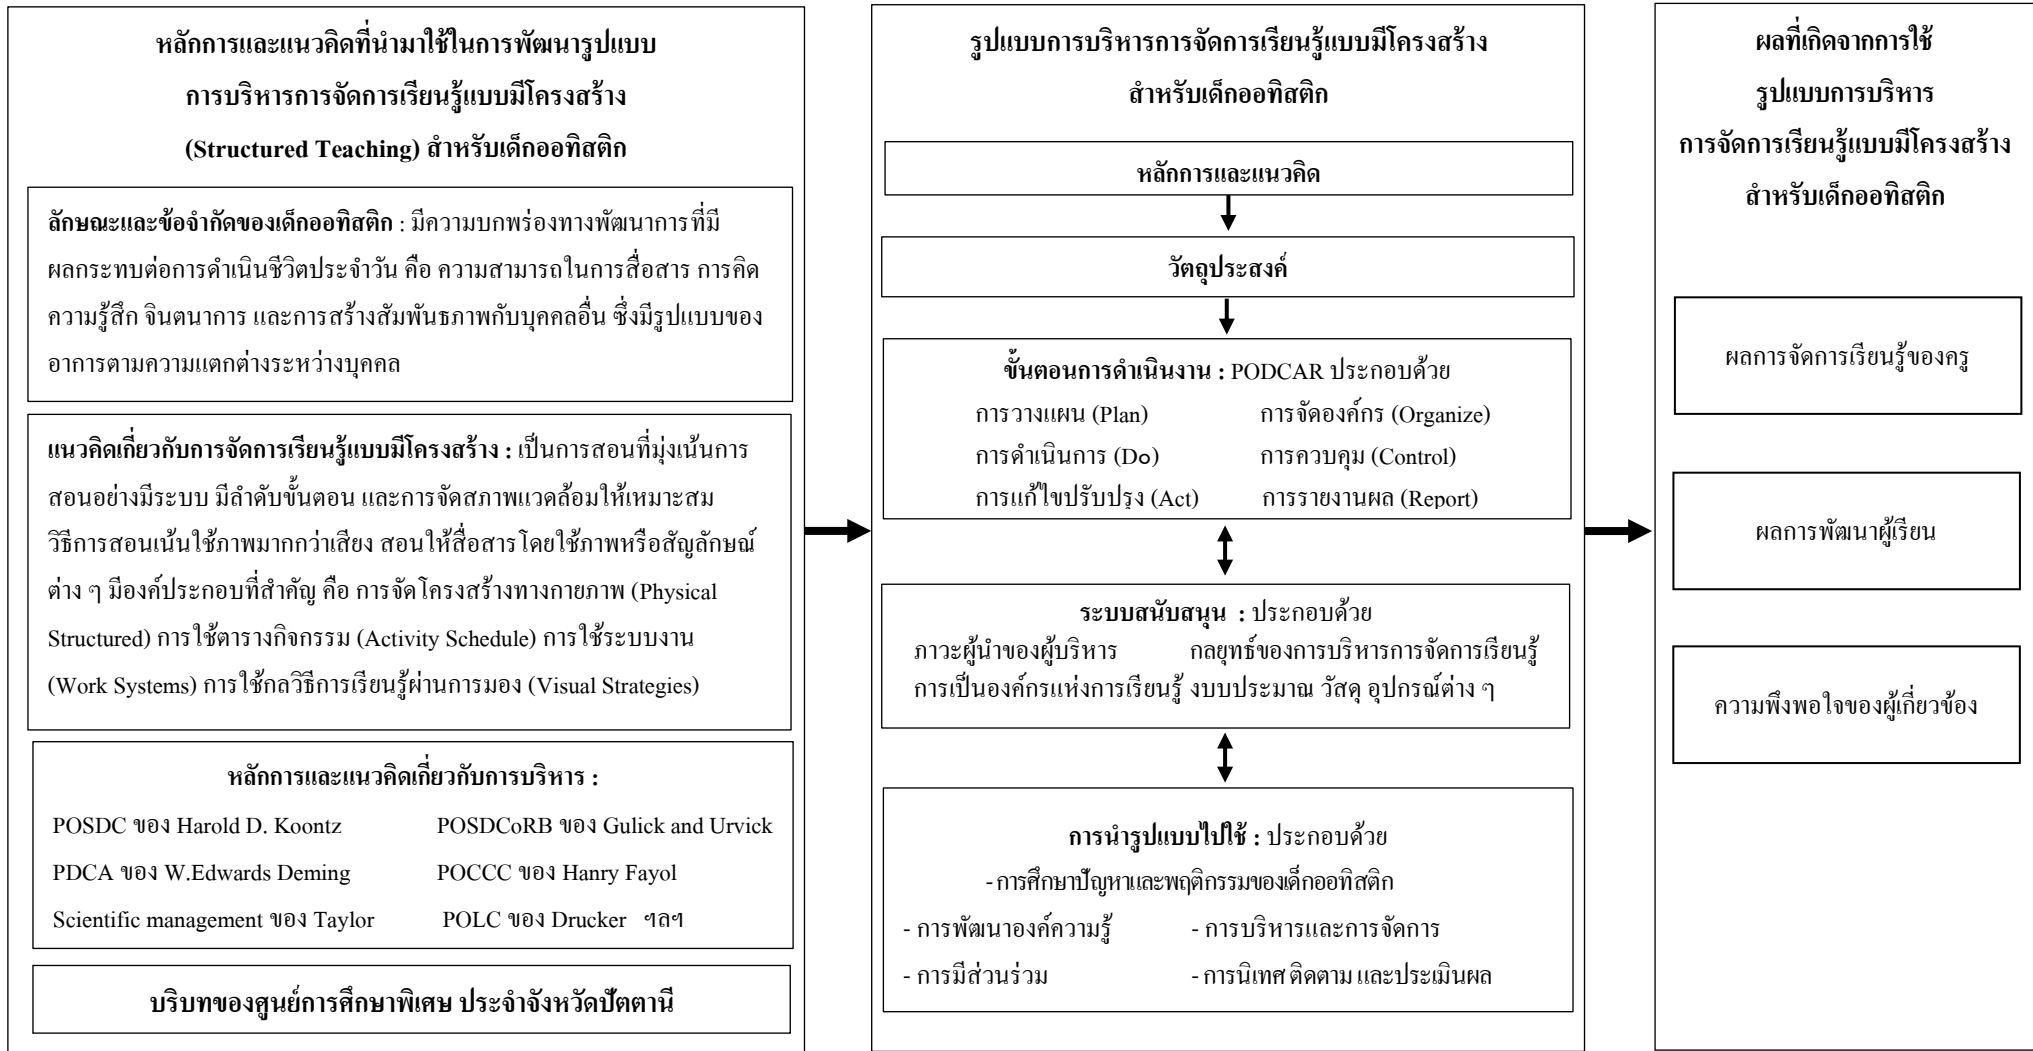 หลักการและแนวคิดที่นำมาใช้ในการพัฒนารูปแบบ
การบริหารการจัดการเรียนรู้แบบมีโครงสร้าง
(Structured Teaching) สำหรับเด็กออทิสติก
ลักษณะและข้อจำกัดของเด็กออทิสติก : มีความบกพร่องทางพัฒนาการที่มี
ผลกระทบต่อการดำเนินชีวิตประจำวัน คือ ความสามารถในการสื่อสาร การคิด
ความรู้สึก จินตนาการ และการสร้างสัมพันธภาพกับบุคคลอื่น ซึ่งมีรูปแบบของ
อาการตามความแตกต่างระหว่างบุคคล
แนวคิดเกี่ยวกับการจัดการเรียนรู้แบบมีโครงสร้าง : เป็นการสอนที่มุ่งเน้นการ
สอนอย่างมีระบบ มีลำดับขั้นตอน และการจัดสภาพแวดล้อมให้เหมาะสม
วิธีการสอนเน้นใช้ภาพมากกว่าเสียง สอนให้สื่อสารโดยใช้ภาพหรือสัญลักษณ์
ต่าง ๆ มีองค์ประกอบที่สำคัญ คือ การจัดโครงสร้างทางกายภาพ (Physical
Structured) การใช้ตารางกิจกรรม (Activity Schedule) การใช้ระบบงาน
(Work Systems) การใช้กลวิธีการเรียนรู้ผ่านการมอง (Visual Strategies)
หลักการและแนวคิดเกี่ยวกับการบริหาร :
POSDC ของ Harold D. Koontz POSDCoRB ของ Gulick and Urvick
PDCA ของ W.Edwards Deming POCCC ของ Hanry Fayol
Scientific management ของ Taylor POLC ของ Drucker ฯลฯ
บริบทของศูนย์การศึกษาพิเศษ ประจำจังหวัดปัตตานี
รูปแบบการบริหารการจัดการเรียนรู้แบบมีโครงสร้าง
สำหรับเด็กออทิสติก
หลักการและแนวคิด
วัตถุประสงค์
ขั้นตอนการดำเนินงาน : PODCAR ประกอบด้วย
การวางแผน (Plan) การจัดองค์กร (Organize)
การดำเนินการ (Do) การควบคุม (Control)
การแก้ไขปรับปรุง (Act) การรายงานผล (Report)
ระบบสนับสนุน : ประกอบด้วย
ภาวะผู้นำของผู้บริหาร กลยุทธ์ของการบริหารการจัดการเรียนรู้
การเป็นองค์กรแห่งการเรียนรู้ งบบประมาณ วัสดุ อุปกรณ์ต่าง ๆ
การนำรูปแบบไปใช้ : ประกอบด้วย
- การศึกษาปัญหาและพฤติกรรมของเด็กออทิสติก
- การพัฒนาองค์ความรู้ - การบริหารและการจัดการ
- การมีส่วนร่วม - การนิเทศ ติดตาม และประเมินผล
ผลที่เกิดจากการใช้
รูปแบบการบริหาร
การจัดการเรียนรู้แบบมีโครงสร้าง
สำหรับเด็กออทิสติก
ผลการจัดการเรียนรู้ของครู
ผลการพัฒนาผู้เรียน
ความพึงพอใจของผู้เกี่ยวข้อง